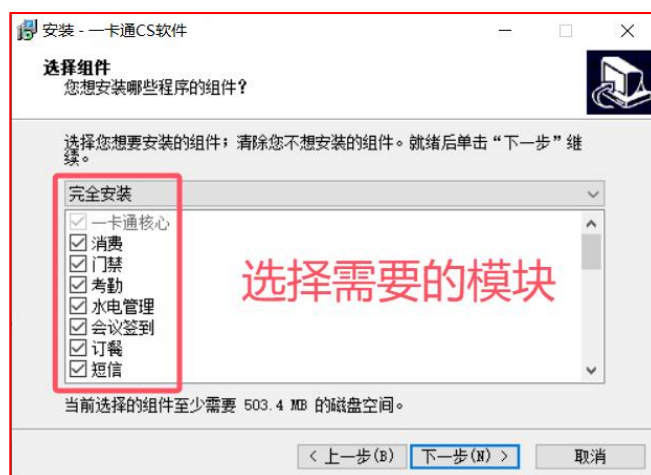 安装 - 一卡通CS软件
选择组件
您想安装哪些程序的组件?
选择您想要安装的组件;清除您不想安装的组件。就绪后单击“下一步”继
续。
完全安装
一卡通核心
消费
门禁
考勤
水电管理
会议签到
订餐
短信
选择需要的模块
当前选择的组件至少需要 503.4 MB 的磁盘空间。
< 上一步(B)
下一步(N) >
取消